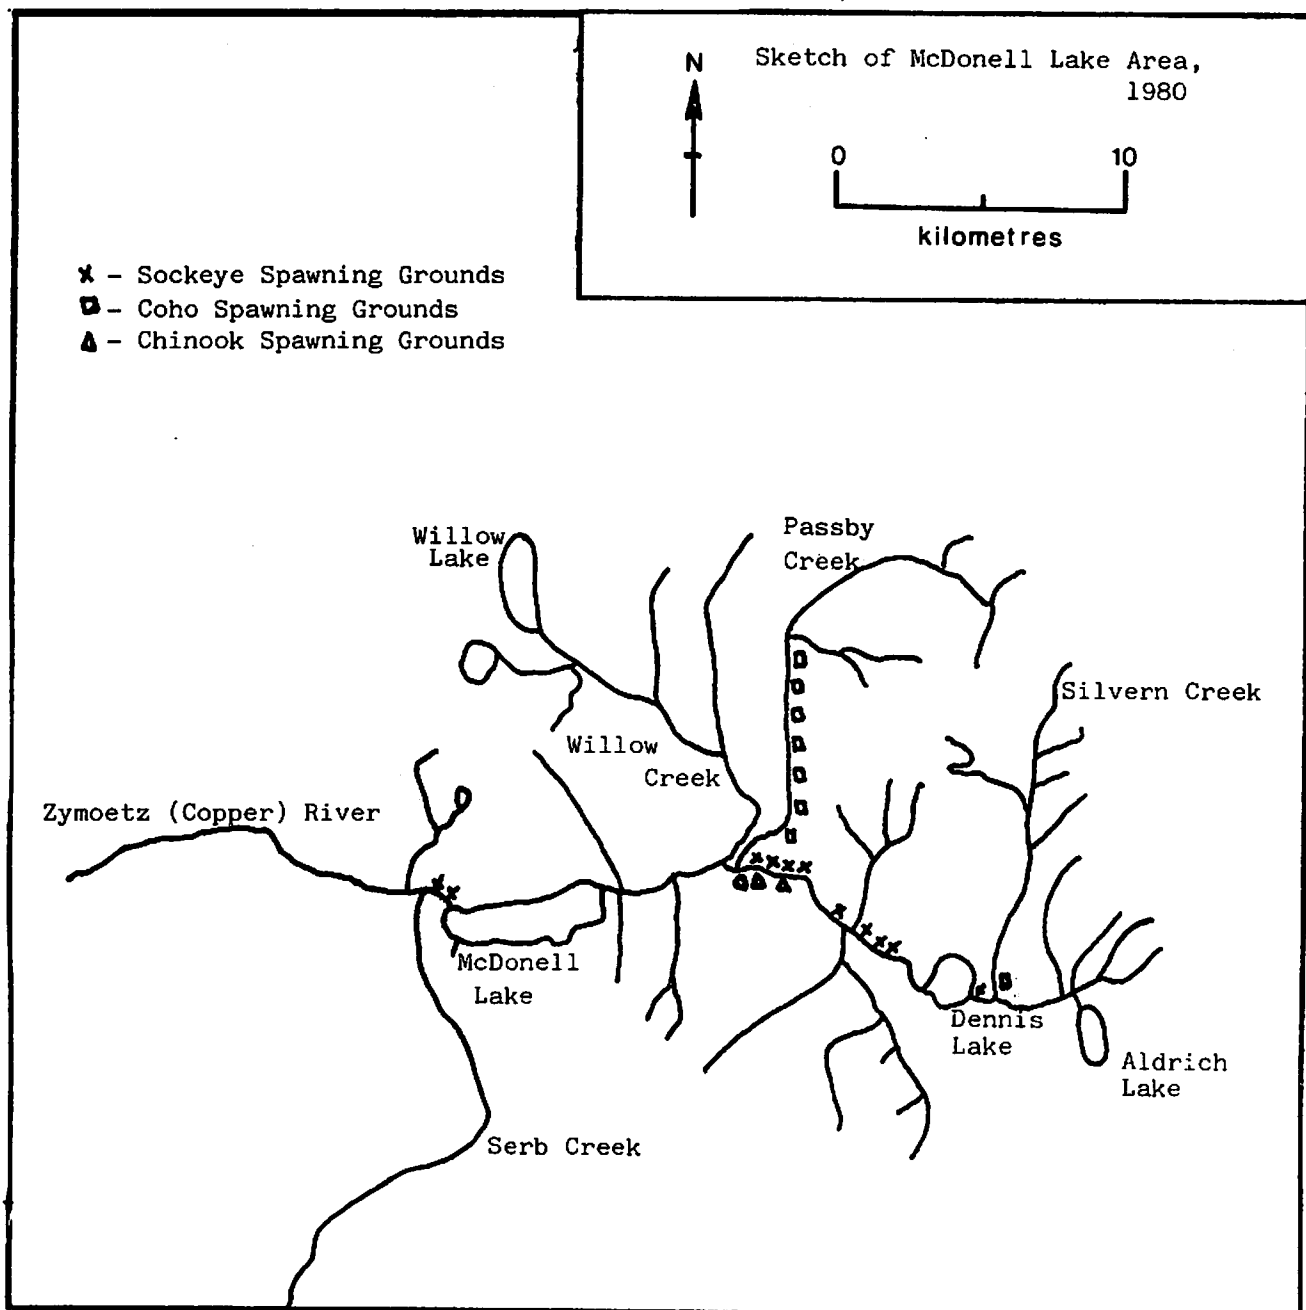 Sketch of McDonell Lake Area,
1980
N
0 10
kilometres
x - Sockeye Spawning Grounds
□ - Coho Spawning Grounds
△ - Chinook Spawning Grounds
Willow
Lake
Passby
Creek
Silvern Creek
Willow
Creek
Zymoetz (Copper) River
McDonell
Lake
Dennis
Lake
Aldrich
Lake
Serb Creek